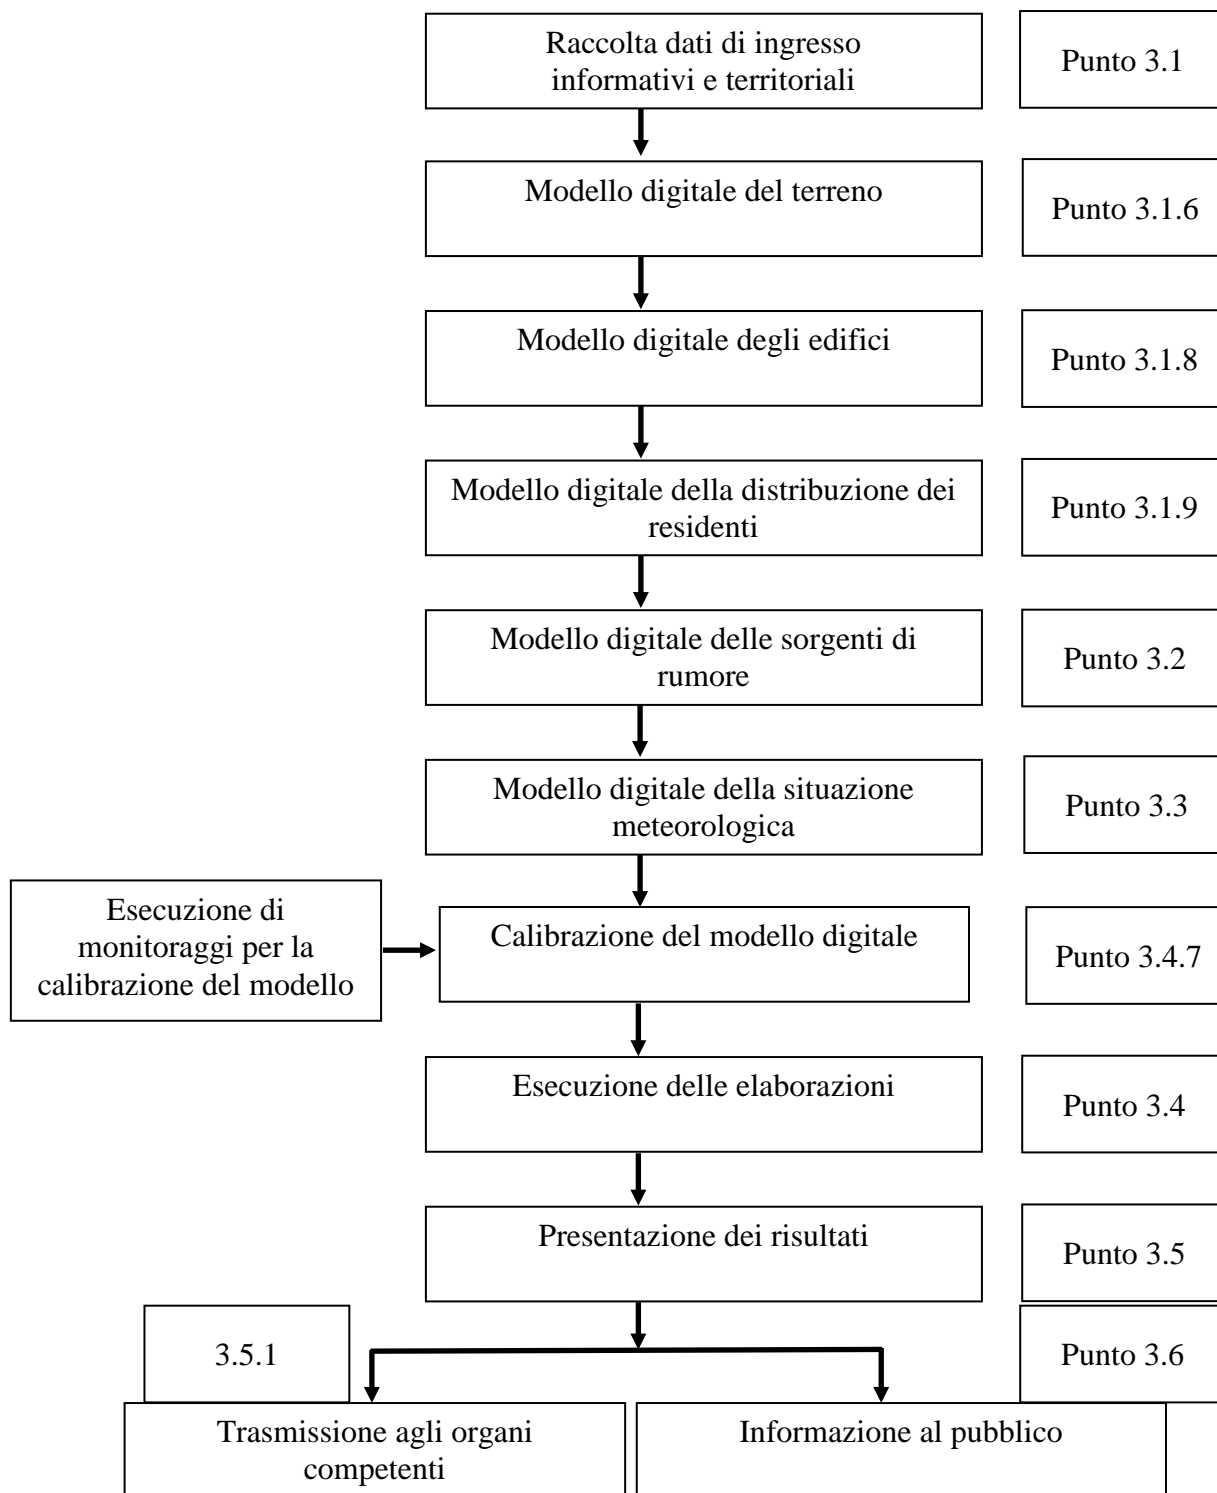 Raccolta dati di ingresso
informativi e territoriali
Punto 3.1
Modello digitale del terreno
Punto 3.1.6
Modello digitale degli edifici
Punto 3.1.8
Modello digitale della distribuzione dei
residenti
Punto 3.1.9
Modello digitale delle sorgenti di
rumore
Punto 3.2
Modello digitale della situazione
meteorologica
Punto 3.3
Esecuzione di
monitoraggi per la
calibrazione del modello
Calibrazione del modello digitale
Punto 3.4.7
Esecuzione delle elaborazioni
Punto 3.4
Presentazione dei risultati
Punto 3.5
3.5.1
Punto 3.6
Trasmissione agli organi
competenti
Informazione al pubblico